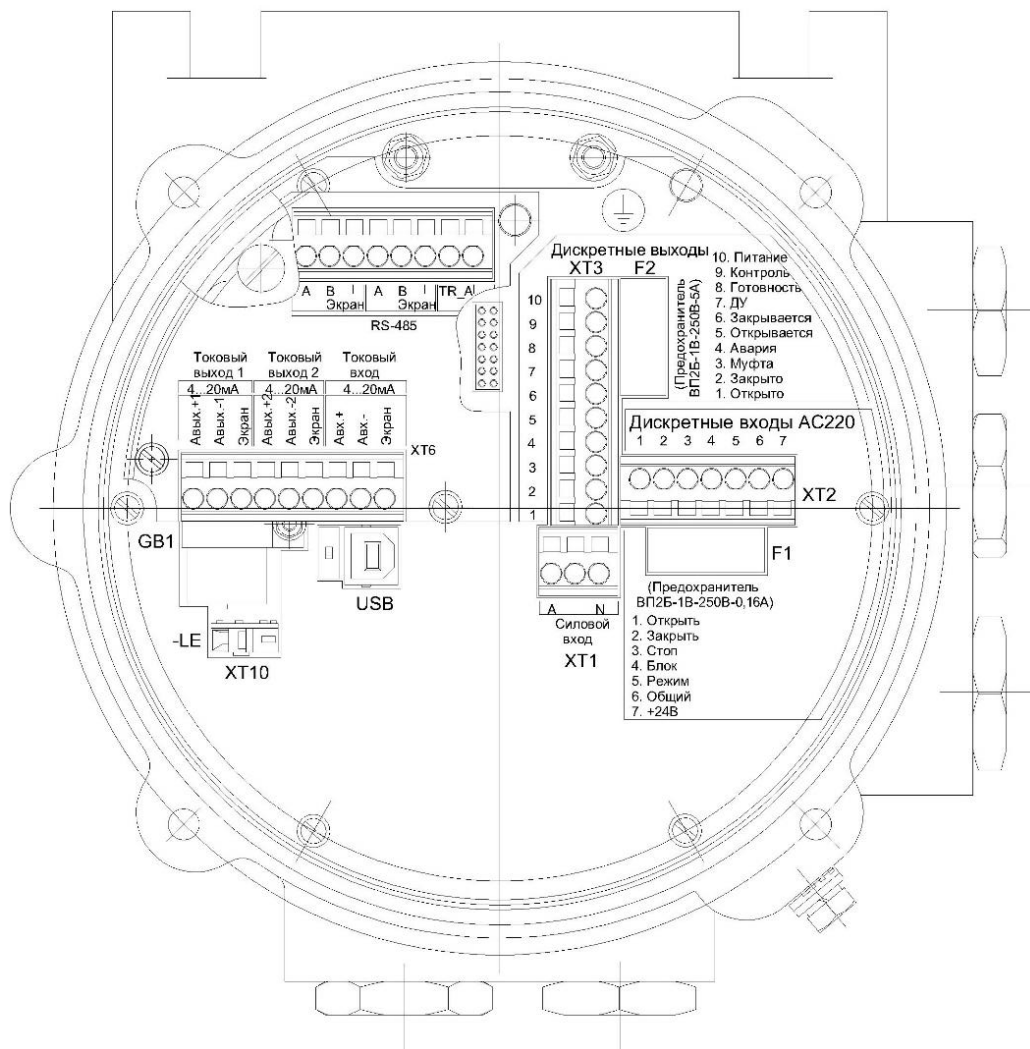 А В I А В I TR_A I
Экран Экран
RS-485
Токовый выход 1
4...20мА
Авых.+1
Авых.-1
Экран
Токовый выход 2
4...20мА
Авых.+2
Авых.-2
Экран
Токовый вход
4...20мА
Авх.+
Авх.-
Экран
XT6
GB1
USB
-LE
XT10
Дискретные выходы
XT3
F2
(Предохранитель
ВП2Б-1В-250В-5А)
10
9
8
7
6
5
4
3
2
1
10. Питание
9. Контроль
8. Готовность
7. ДУ
6. Закрывается
5. Открывается
4. Авария
3. Муфта
2. Закрыто
1. Открыто
Дискретные входы АС220
1 2 3 4 5 6 7
XT2
F1
(Предохранитель
ВП2Б-1В-250В-0,16А)
А N
Силовой
вход
XT1
1. Открыть
2. Закрыть
3. Стоп
4. Блок
5. Режим
6. Общий
7. +24В